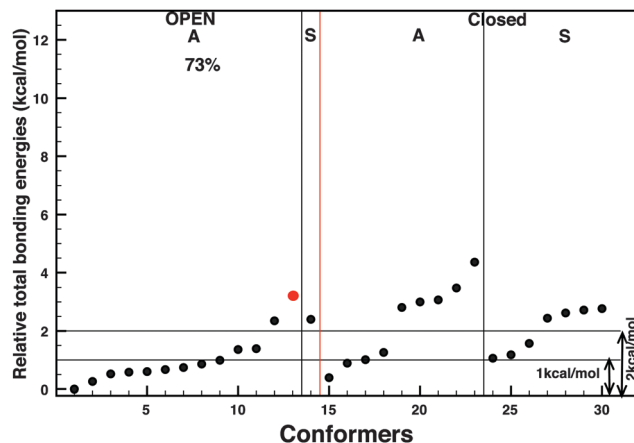 OPEN Closed
A S A S
73%
12
10
8
6
4
2
0
Relative total bonding energies (kcal/mol)
1kcal/mol
2kcal/mol
5 10 15 20 25 30
Conformers